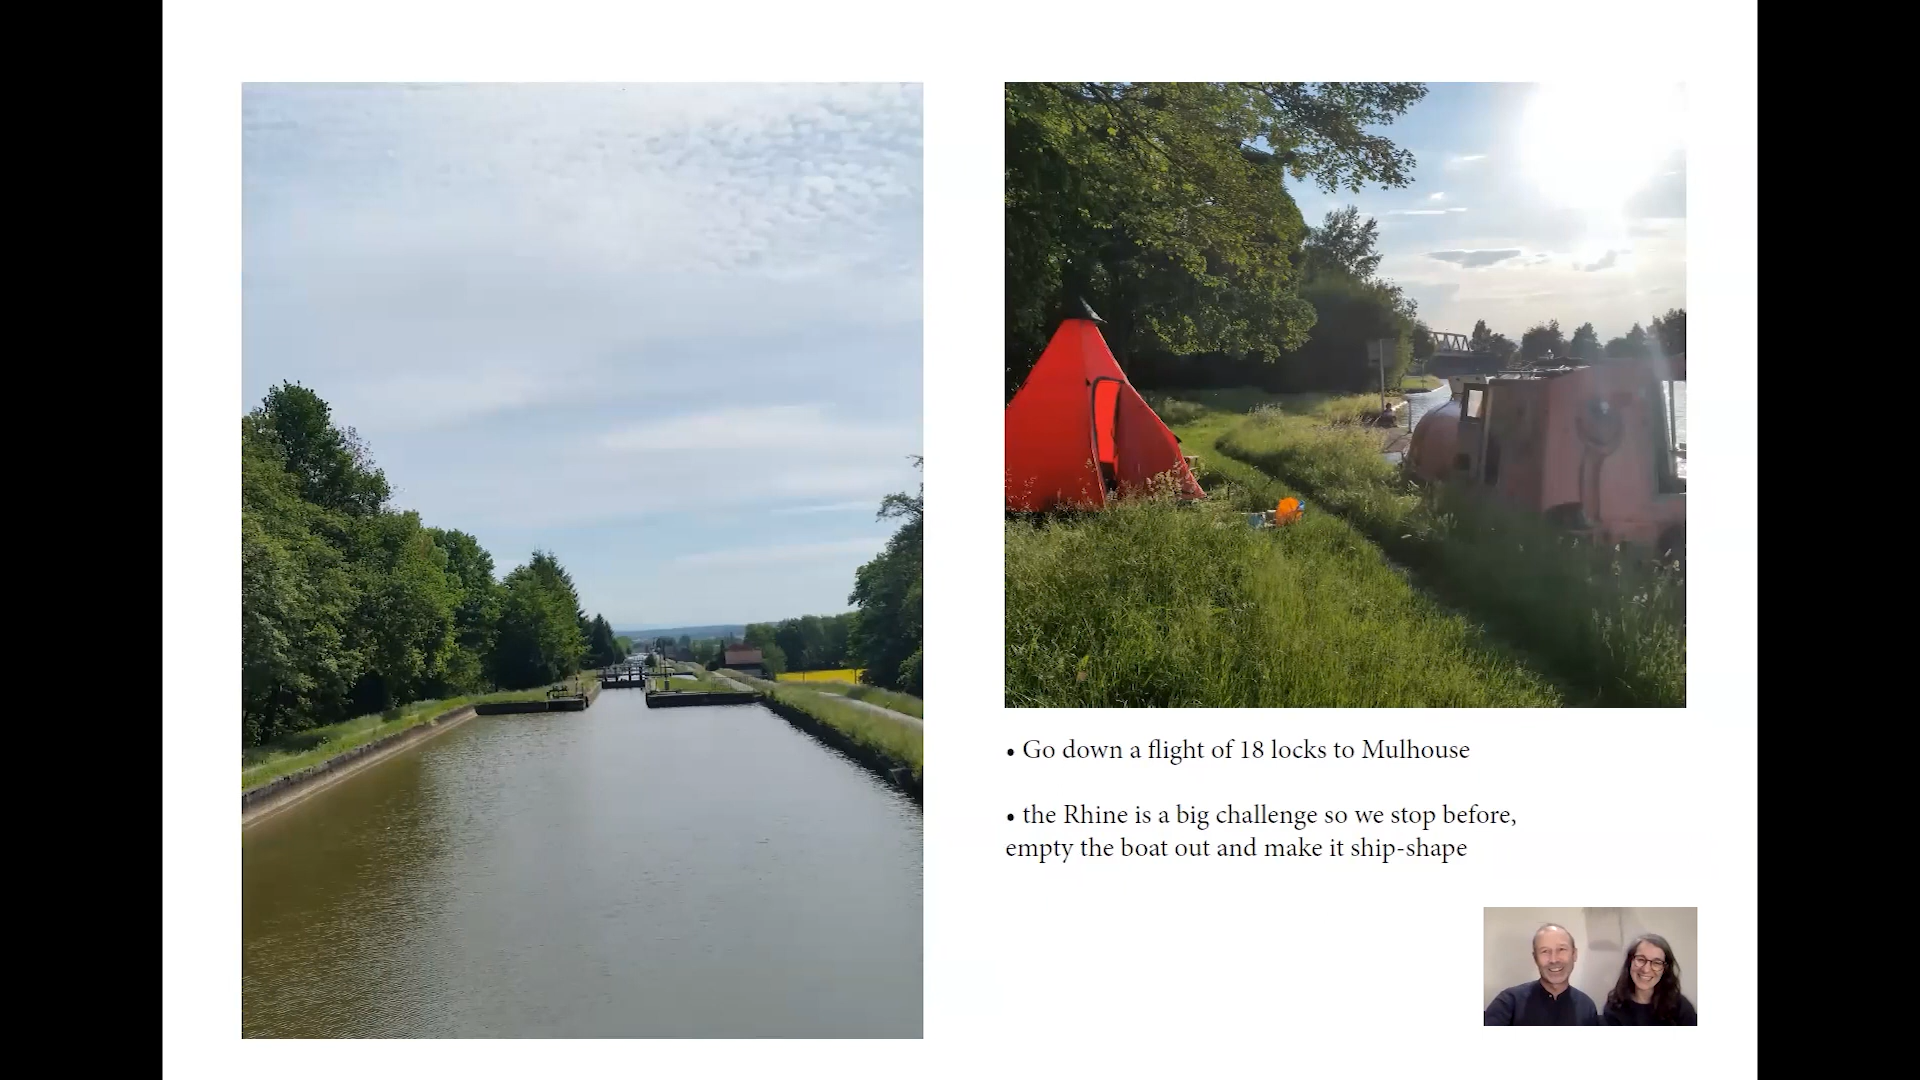 • Go down a flight of 18 locks to Mulhouse
• the Rhine is a big challenge so we stop before,
empty the boat out and make it ship-shape